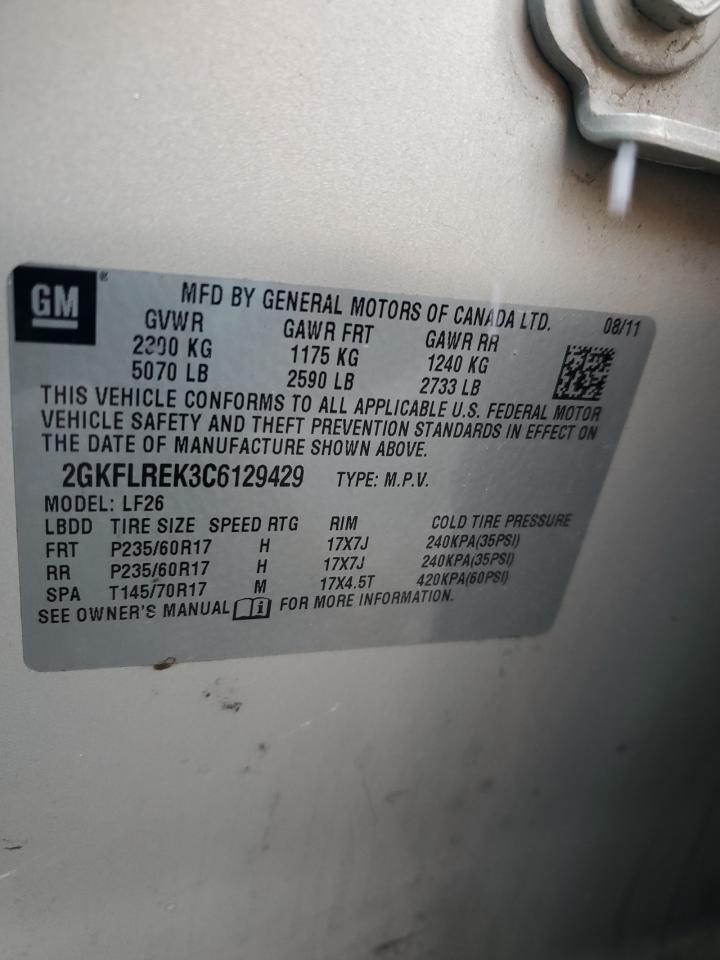 GM®
MFD BY GENERAL MOTORS OF CANADA LTD. 08/11
GVWR GAWR FRT GAWR RR
2300 KG 1175 KG 1240 KG
5070 LB 2590 LB 2733 LB
THIS VEHICLE CONFORMS TO ALL APPLICABLE U.S. FEDERAL MOTOR
VEHICLE SAFETY AND THEFT PREVENTION STANDARDS IN EFFECT ON
THE DATE OF MANUFACTURE SHOWN ABOVE.
2GKFLREK3C6129429 TYPE: M.P.V.
MODEL: LF26
LBDD TIRE SIZE SPEED RTG RIM COLD TIRE PRESSURE
FRT P235/60R17 H 17X7J 240KPA(35PSI)
RR P235/60R17 H 17X7J 240KPA(35PSI)
SPA T145/70R17 M 17X4.5T 420KPA(60PSI)
SEE OWNER'S MANUAL i FOR MORE INFORMATION.